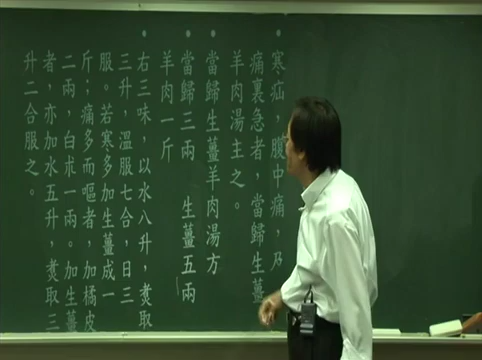 寒疝，腹中痛，及
痛裏急者，當歸生薑
羊肉湯主之。
當歸生薑羊肉湯方
當歸三兩 生薑五兩
羊肉一斤
右三味，以水八升，煑取
三升，溫服七合，日三
服。若寒多加生薑成一
斤；痛多而嘔者，加橘皮
二兩，白朮一兩。加生薑
者，亦加水五升，煑取三
升二合服之。